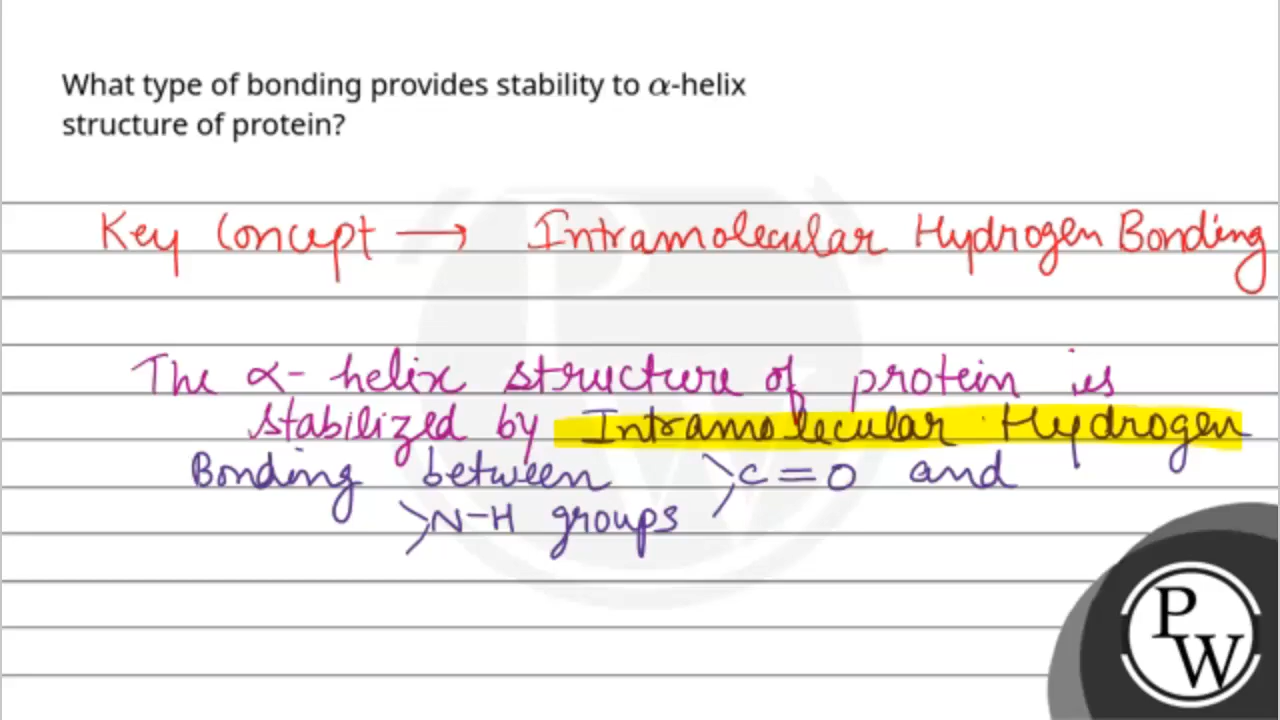 What type of bonding provides stability to α-helix
structure of protein?
Key Concept → Intramolecular Hydrogen Bonding
The α- helix structure of protein is
stabilized by Intramolecular Hydrogen
Bonding between >C=O and
>N-H groups
PW